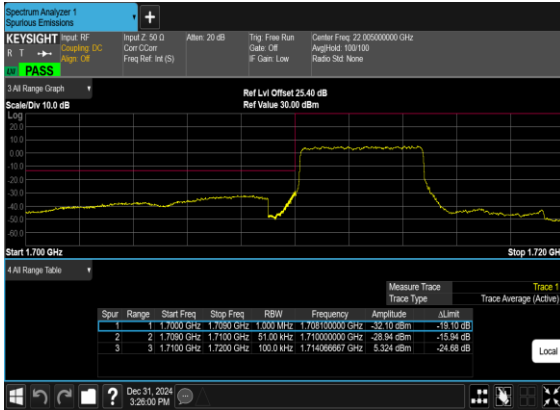 Spectrum Analyzer 1
Spurious Emissions
+
KEYSIGHT Input: RF Input Z: 50 Ω Atten: 20 dB Trig: Free Run Center Freq: 22.005000000 GHz
R T Coupling: DC Corr CCorr Gate: Off Avg|Hold: 100/100
Align: Off Freq Ref: Int (S) IF Gain: Low Radio Std: None
PASS
3 All Range Graph
Ref Lvl Offset 25.40 dB
Scale/Div 10.0 dB Ref Value 30.00 dBm
Log
20.0
10.0
0.00
-10.0
-20.0
-30.0
-40.0
-50.0
-60.0
Start 1.700 GHz Stop 1.720 GH
4 All Range Table
Measure Trace Trace 1
Trace Type Trace Average (Active)
Spur Range Start Freq Stop Freq RBW Frequency Amplitude ΔLimit
1 1 1.7000 GHz 1.7090 GHz 1.000 MHz 1.708100000 GHz -32.10 dBm -19.10 dB
2 2 1.7090 GHz 1.7100 GHz 51.00 kHz 1.710000000 GHz -28.94 dBm -15.94 dB
3 3 1.7100 GHz 1.7200 GHz 100.0 kHz 1.714066667 GHz 5.324 dBm -24.68 dB
Local
? Dec 31, 2024
3:26:00 PM